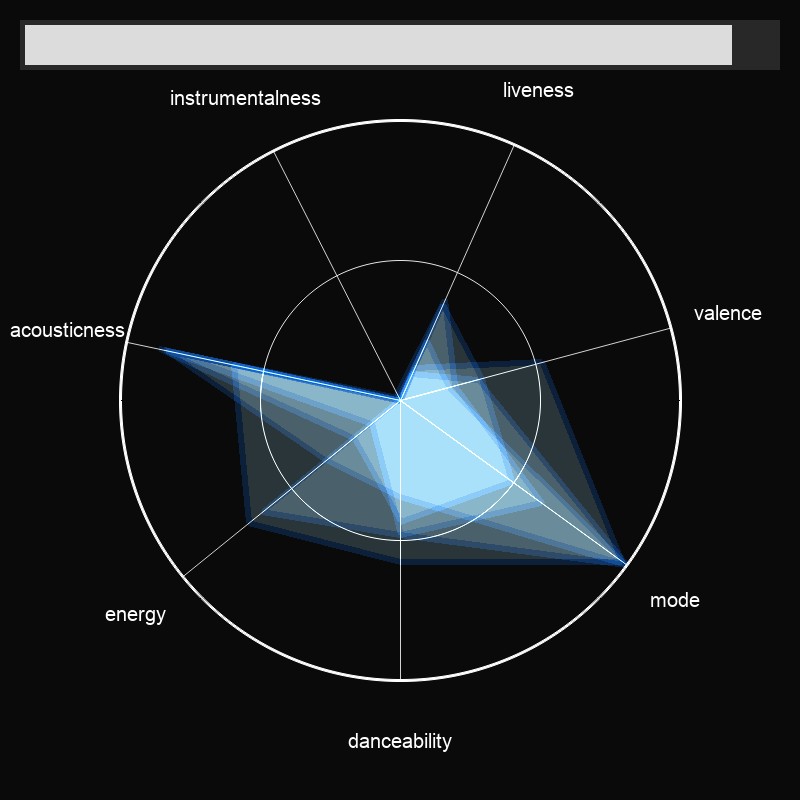 liveness
instrumentalness
valence
acousticness
mode
energy
danceability